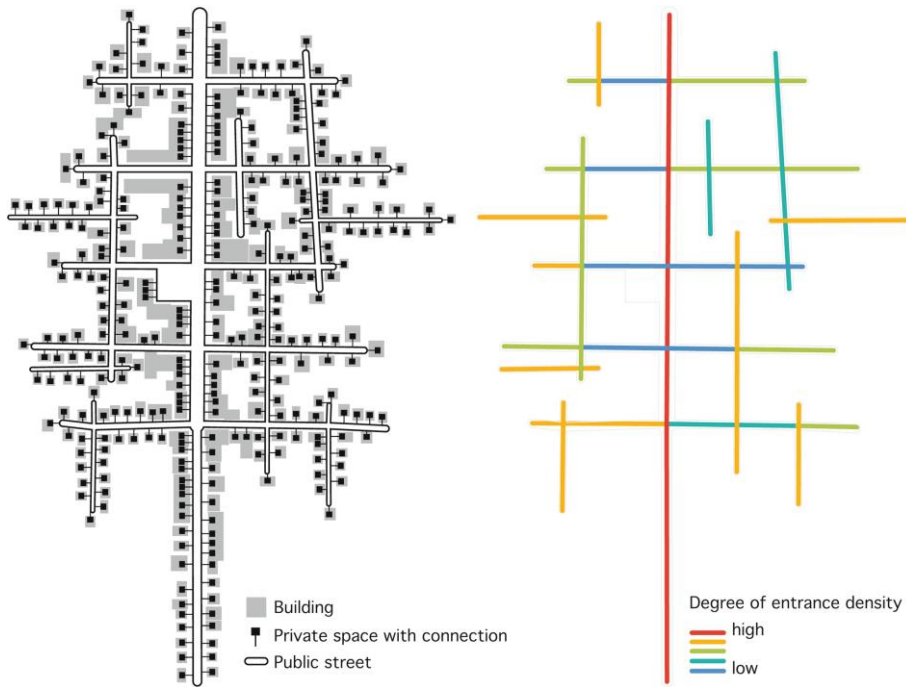 Building
Private space with connection
Public street
Degree of entrance density
high
low